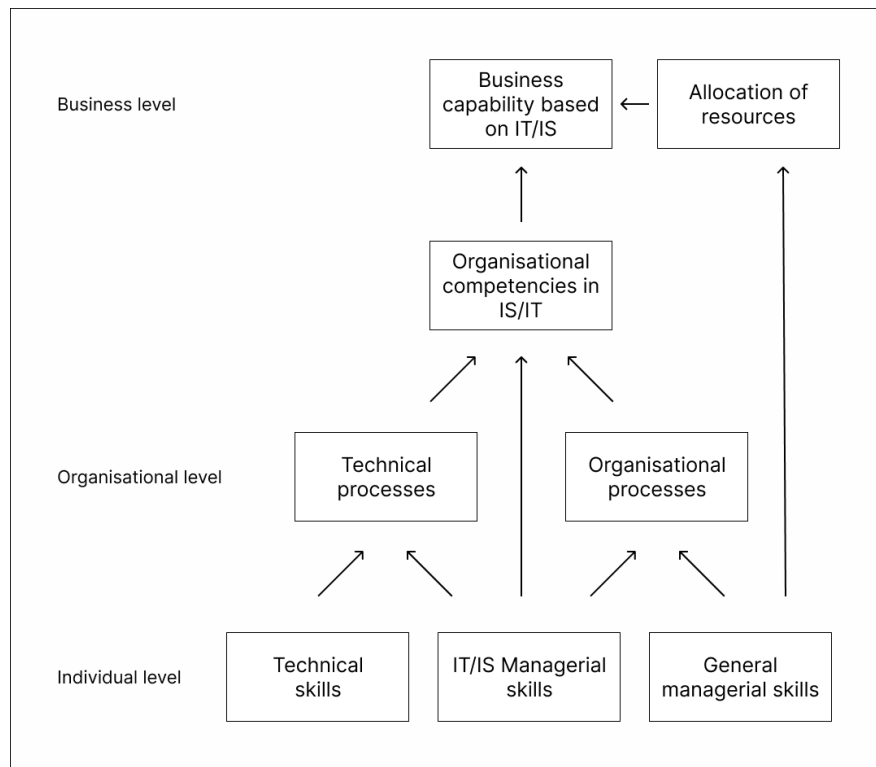 Business level
Business
capability based
on IT/IS
Allocation of
resources
Organisational
competencies in
IS/IT
Organisational level
Technical
processes
Organisational
processes
Individual level
Technical
skills
IT/IS Managerial
skills
General
managerial skills